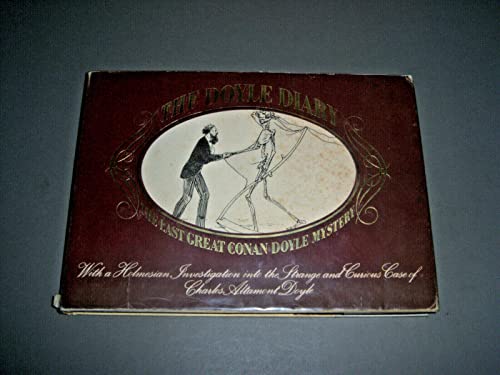 THE DOYLE DIARY
THE LAST GREAT CONAN DOYLE MYSTERY
With a Holmesian Investigation into the Strange and Curious Case of
Charles Altamont Doyle